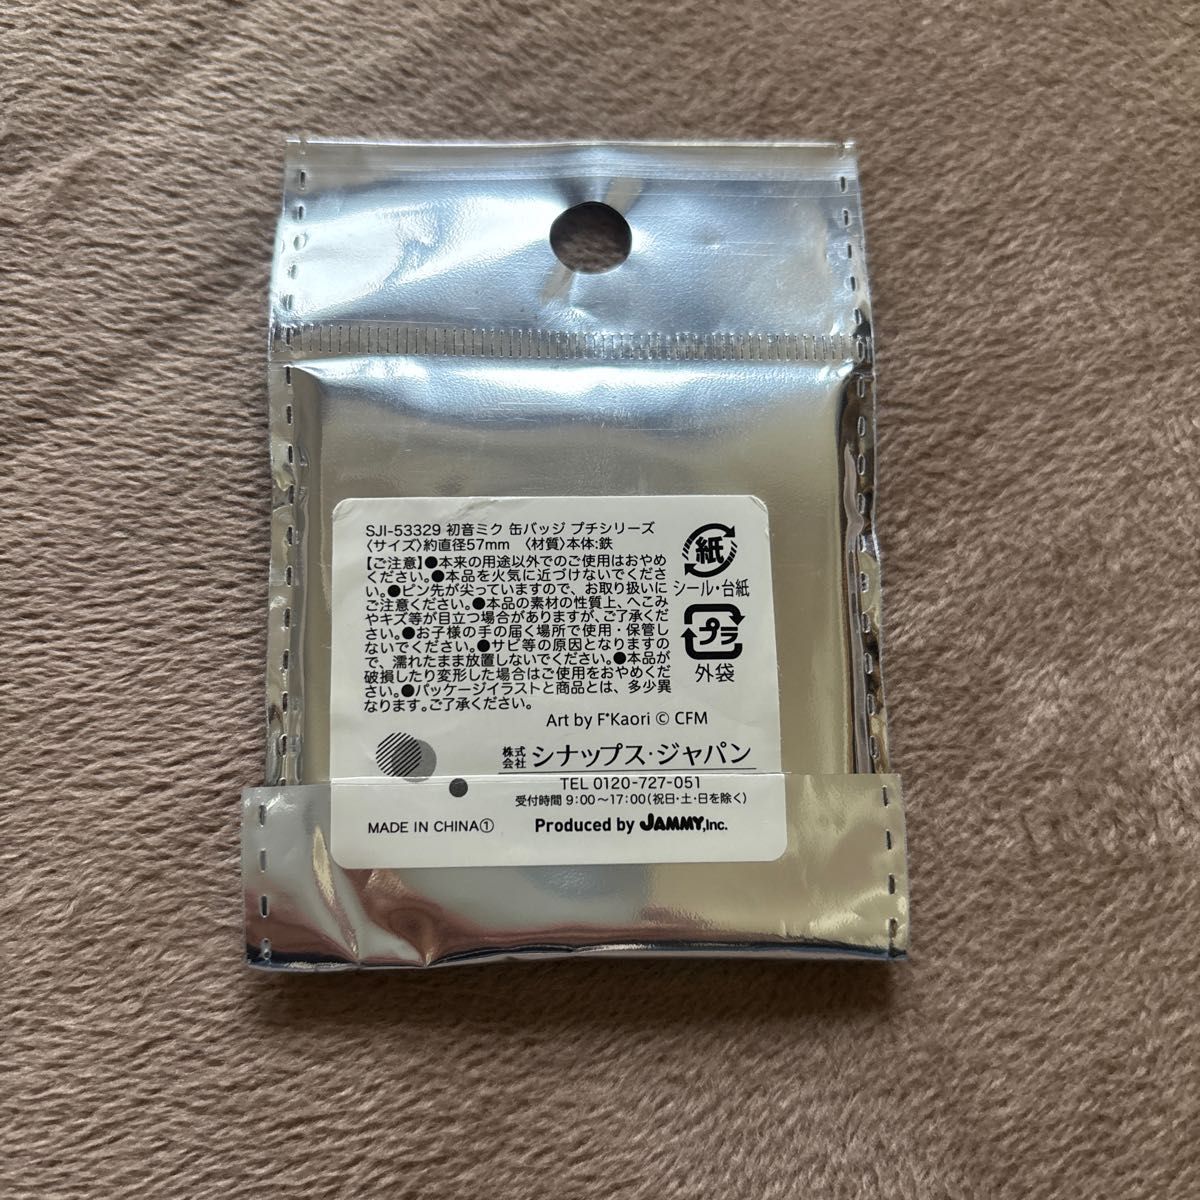 SJI-53329 初音ミク 缶バッジ プチシリーズ
〈サイズ〉約直径57mm 〈材質〉本体:鉄
【ご注意】●本来の用途以外でのご使用はおやめ
ください。●本品を火気に近づけないでくださ
い。●ピン先が尖っていますので、お取り扱いに
ご注意ください。●本品の素材の性質上、へこみ
やキズ等が目立つ場合がありますが、ご了承くだ
さい。●お子様の手の届く場所で使用・保管し
ないでください。●サビ等の原因となりますの
で、濡れたまま放置しないでください。●本品が
破損したり変形した場合はご使用をおやめくだ
さい。●パッケージイラストと商品とは、多少異
なります。ご了承ください。
紙
シール・台紙
プラ
外袋
Art by F*Kaori © CFM
株式会社 シナップス・ジャパン
TEL 0120-727-051
受付時間 9:00〜17:00(祝日・土・日を除く)
MADE IN CHINA①
Produced by JAMMY,Inc.